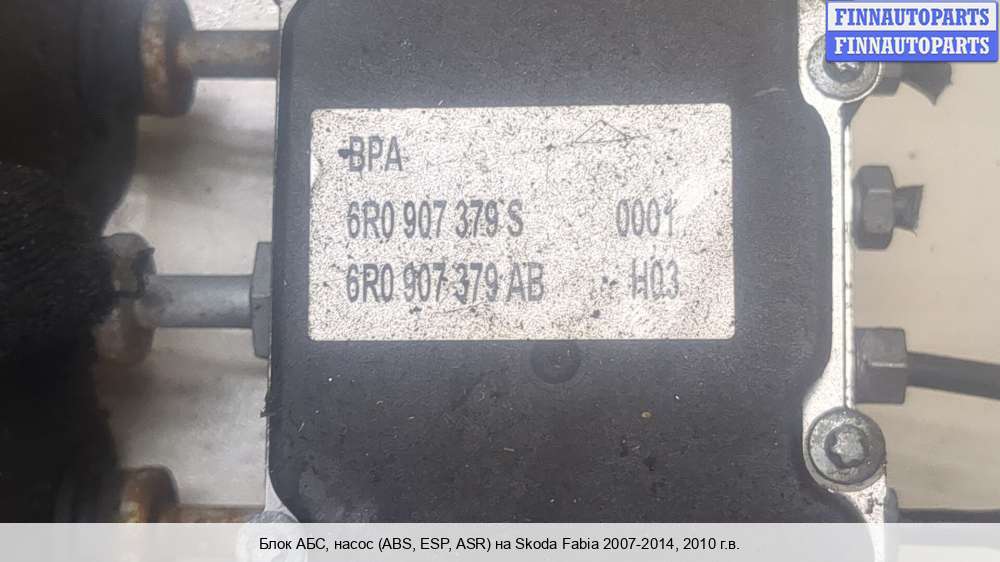 FINNAUTOPARTS
FINNAUTOPARTS
BPA
6R0 907 379 S 0001
6R0 907 379 AB H03
Блок АБС, насос (ABS, ESP, ASR) на Skoda Fabia 2007-2014, 2010 г.в.